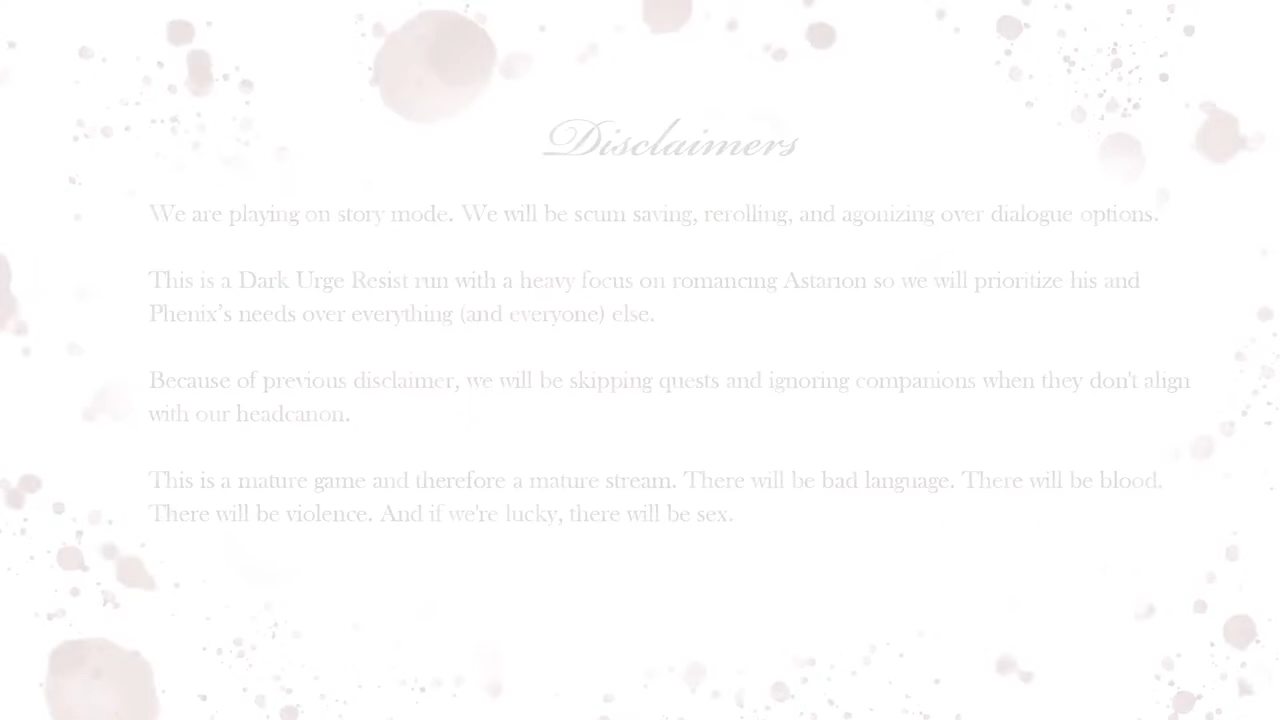 Disclaimers
We are playing on story mode. We will be scum saving, rerolling, and agonizing over dialogue options.
This is a Dark Urge Resist run with a heavy focus on romancing Astarion so we will prioritize his and
Phenix's needs over everything (and everyone) else.
Because of previous disclaimer, we will be skipping quests and ignoring companions when they don't align
with our headcanon.
This is a mature game and therefore a mature stream. There will be bad language. There will be blood.
There will be violence. And if we're lucky, there will be sex.